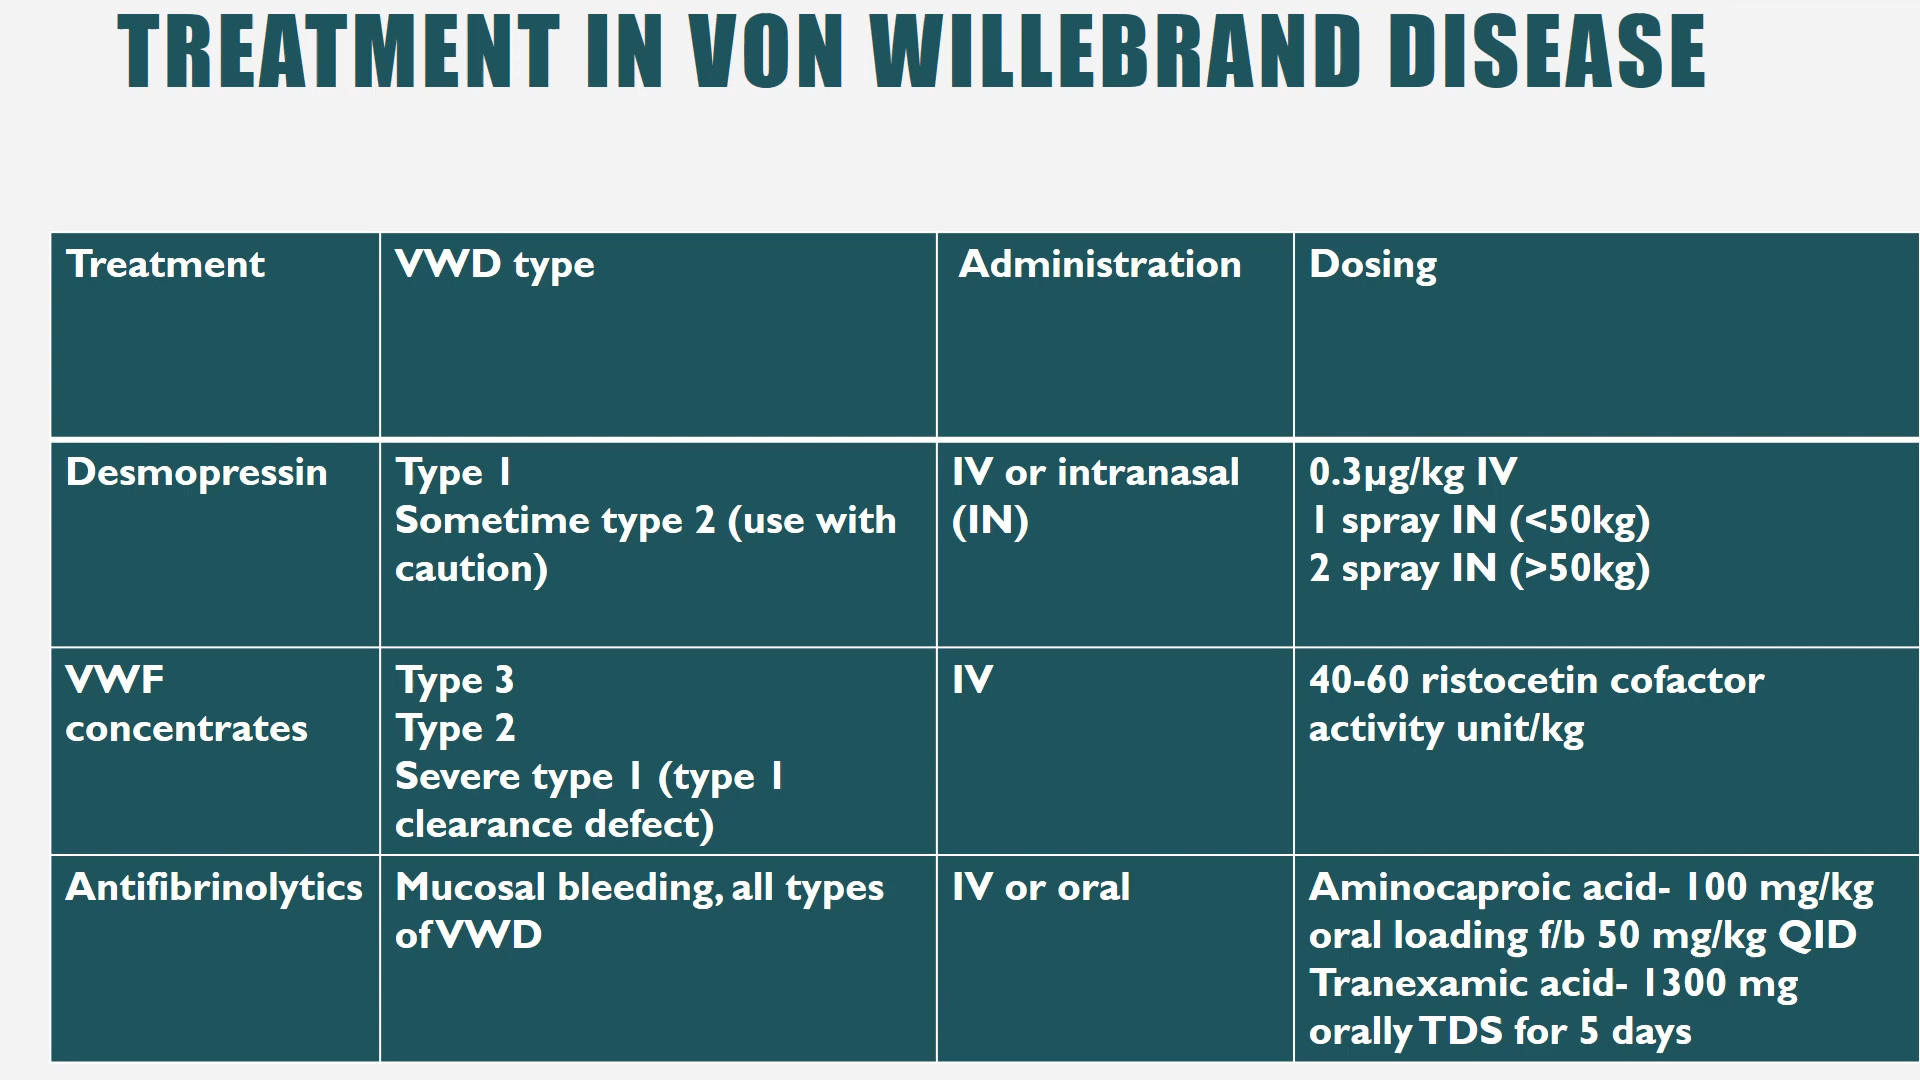 TREATMENT IN VON WILLEBRAND DISEASE
Treatment
VWD type
Administration
Dosing
Desmopressin
Type 1
Sometime type 2 (use with
caution)
IV or intranasal
(IN)
0.3µg/kg IV
1 spray IN (<50kg)
2 spray IN (>50kg)
VWF
concentrates
Type 3
Type 2
Severe type 1 (type 1
clearance defect)
IV
40-60 ristocetin cofactor
activity unit/kg
Antifibrinolytics
Mucosal bleeding, all types
of VWD
IV or oral
Aminocaproic acid- 100 mg/kg
oral loading f/b 50 mg/kg QID
Tranexamic acid- 1300 mg
orally TDS for 5 days